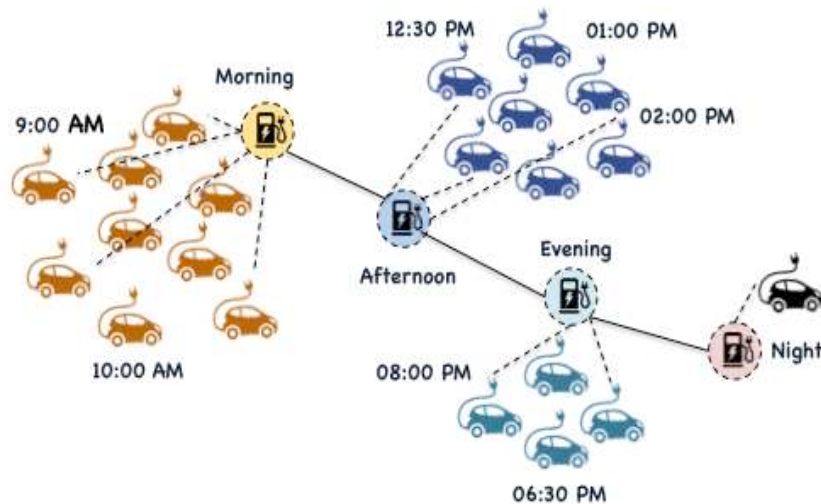 12:30 PM
01:00 PM
Morning
9:00 AM
02:00 PM
Afternoon
Evening
Night
10:00 AM
08:00 PM
06:30 PM